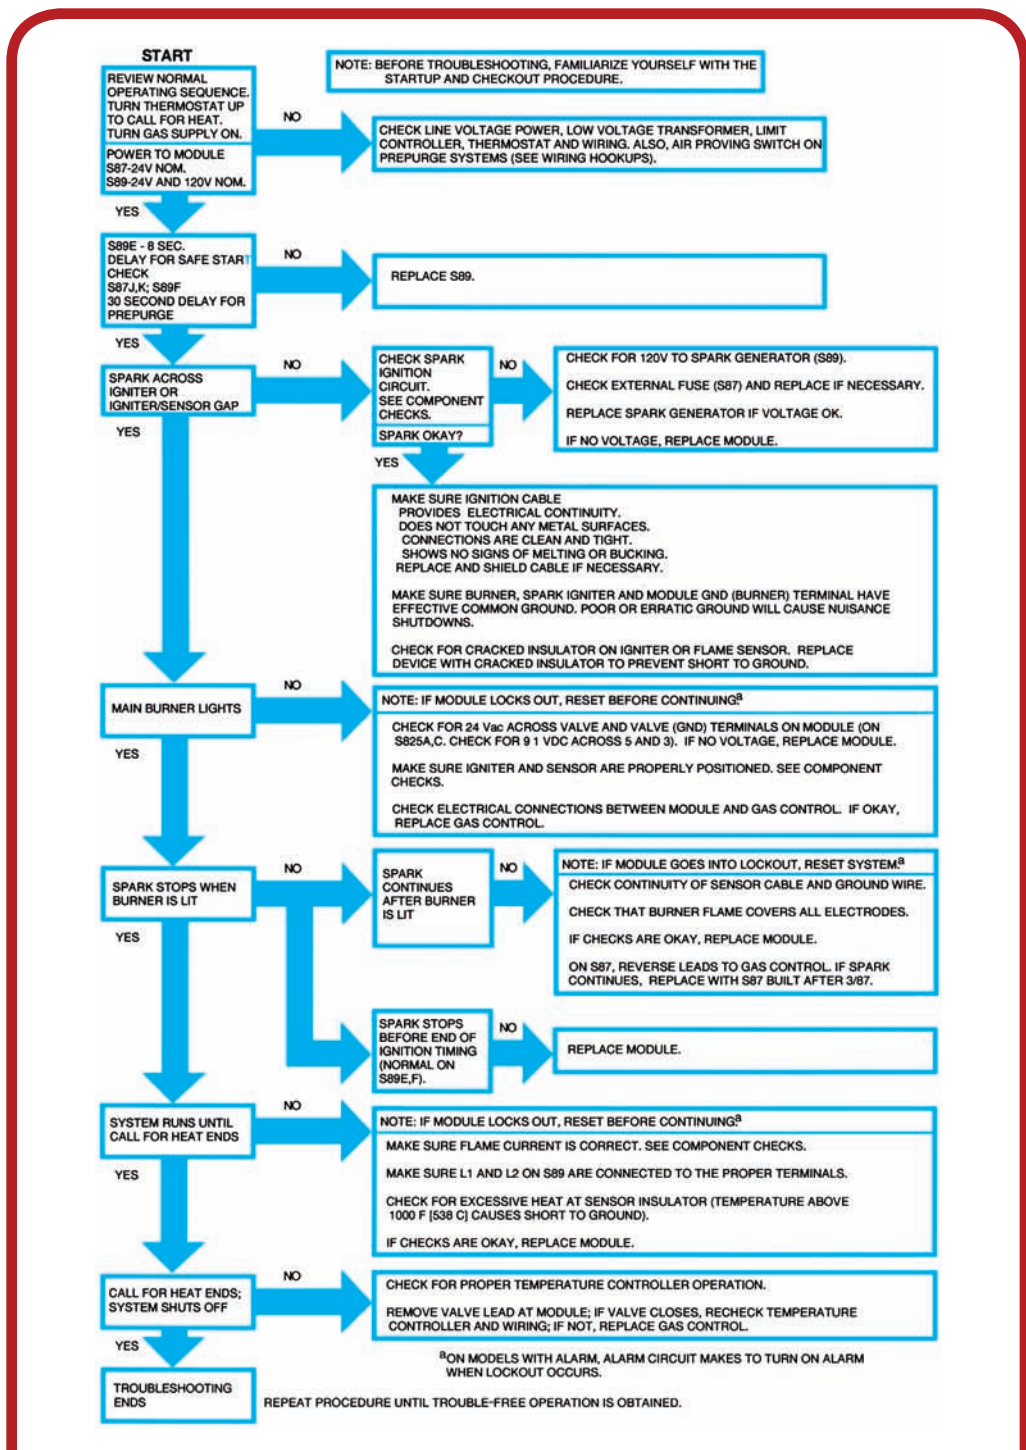 START
NOTE: BEFORE TROUBLESHOOTING, FAMILIARIZE YOURSELF WITH THE
STARTUP AND CHECKOUT PROCEDURE.
REVIEW NORMAL
OPERATING SEQUENCE.
TURN THERMOSTAT UP
TO CALL FOR HEAT.
TURN GAS SUPPLY ON.
POWER TO MODULE
S87-24V NOM.
S89-24V AND 120V NOM.
NO
CHECK LINE VOLTAGE POWER, LOW VOLTAGE TRANSFORMER, LIMIT
CONTROLLER, THERMOSTAT AND WIRING. ALSO, AIR PROVING SWITCH ON
PREPURGE SYSTEMS (SEE WIRING HOOKUPS).
YES
S89E - 8 SEC.
DELAY FOR SAFE START
CHECK
S87J,K; S89F
30 SECOND DELAY FOR
PREPURGE
NO
REPLACE S89.
YES
SPARK ACROSS
IGNITER OR
IGNITER/SENSOR GAP
NO
CHECK SPARK
IGNITION
CIRCUIT.
SEE COMPONENT
CHECKS.
SPARK OKAY?
NO
CHECK FOR 120V TO SPARK GENERATOR (S89).
CHECK EXTERNAL FUSE (S87) AND REPLACE IF NECESSARY.
REPLACE SPARK GENERATOR IF VOLTAGE OK.
IF NO VOLTAGE, REPLACE MODULE.
YES
YES
MAKE SURE IGNITION CABLE
PROVIDES ELECTRICAL CONTINUITY.
DOES NOT TOUCH ANY METAL SURFACES.
CONNECTIONS ARE CLEAN AND TIGHT.
SHOWS NO SIGNS OF MELTING OR BUCKING.
REPLACE AND SHIELD CABLE IF NECESSARY.
MAKE SURE BURNER, SPARK IGNITER AND MODULE GND (BURNER) TERMINAL HAVE
EFFECTIVE COMMON GROUND. POOR OR ERRATIC GROUND WILL CAUSE NUISANCE
SHUTDOWNS.
CHECK FOR CRACKED INSULATOR ON IGNITER OR FLAME SENSOR. REPLACE
DEVICE WITH CRACKED INSULATOR TO PREVENT SHORT TO GROUND.
MAIN BURNER LIGHTS
NO
NOTE: IF MODULE LOCKS OUT, RESET BEFORE CONTINUING.a
CHECK FOR 24 Vac ACROSS VALVE AND VALVE (GND) TERMINALS ON MODULE (ON
S825A,C. CHECK FOR 9 1 VDC ACROSS 5 AND 3). IF NO VOLTAGE, REPLACE MODULE.
MAKE SURE IGNITER AND SENSOR ARE PROPERLY POSITIONED. SEE COMPONENT
CHECKS.
CHECK ELECTRICAL CONNECTIONS BETWEEN MODULE AND GAS CONTROL. IF OKAY,
REPLACE GAS CONTROL.
YES
SPARK STOPS WHEN
BURNER IS LIT
NO
SPARK
CONTINUES
AFTER BURNER
IS LIT
NO
NOTE: IF MODULE GOES INTO LOCKOUT, RESET SYSTEM.a
CHECK CONTINUITY OF SENSOR CABLE AND GROUND WIRE.
CHECK THAT BURNER FLAME COVERS ALL ELECTRODES.
IF CHECKS ARE OKAY, REPLACE MODULE.
ON S87, REVERSE LEADS TO GAS CONTROL. IF SPARK
CONTINUES, REPLACE WITH S87 BUILT AFTER 3/87.
YES
SPARK STOPS
BEFORE END OF
IGNITION TIMING
(NORMAL ON
S89E,F).
NO
REPLACE MODULE.
SYSTEM RUNS UNTIL
CALL FOR HEAT ENDS
NO
NOTE: IF MODULE LOCKS OUT, RESET BEFORE CONTINUING.a
MAKE SURE FLAME CURRENT IS CORRECT. SEE COMPONENT CHECKS.
MAKE SURE L1 AND L2 ON S89 ARE CONNECTED TO THE PROPER TERMINALS.
CHECK FOR EXCESSIVE HEAT AT SENSOR INSULATOR (TEMPERATURE ABOVE
1000 F [538 C] CAUSES SHORT TO GROUND).
IF CHECKS ARE OKAY, REPLACE MODULE.
YES
CALL FOR HEAT ENDS;
SYSTEM SHUTS OFF
NO
CHECK FOR PROPER TEMPERATURE CONTROLLER OPERATION.
REMOVE VALVE LEAD AT MODULE; IF VALVE CLOSES, RECHECK TEMPERATURE
CONTROLLER AND WIRING; IF NOT, REPLACE GAS CONTROL.
YES
aON MODELS WITH ALARM, ALARM CIRCUIT MAKES TO TURN ON ALARM
WHEN LOCKOUT OCCURS.
TROUBLESHOOTING
ENDS
REPEAT PROCEDURE UNTIL TROUBLE-FREE OPERATION IS OBTAINED.